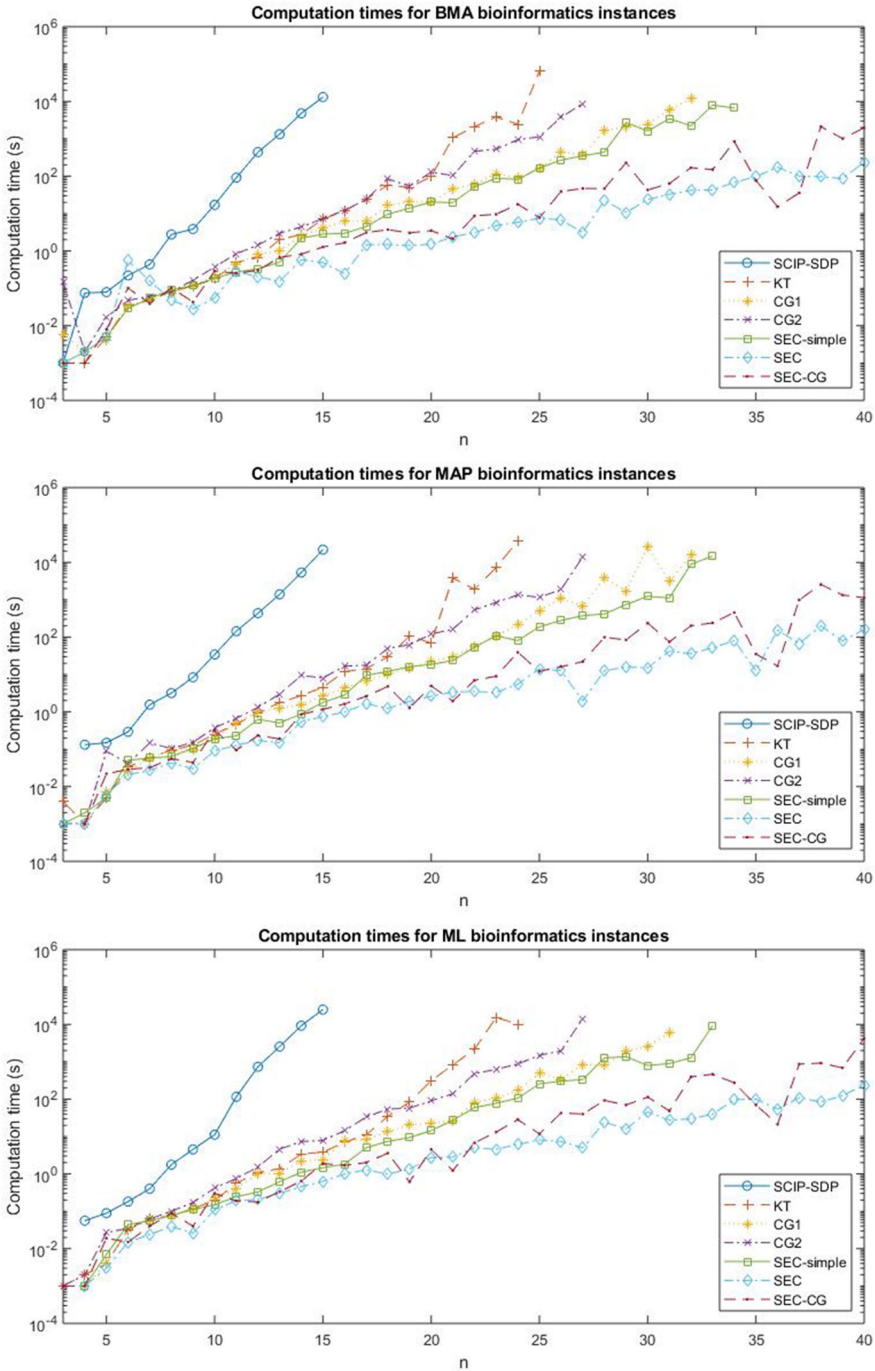 Computation times for BMA bioinformatics instances
Computation time (s)
10^6
10^4
10^2
10^0
10^-2
10^-4
5
10
15
20
25
30
35
40
n
SCIP-SDP
KT
CG1
CG2
SEC-simple
SEC
SEC-CG
Computation times for MAP bioinformatics instances
Computation time (s)
10^6
10^4
10^2
10^0
10^-2
10^-4
5
10
15
20
25
30
35
40
n
SCIP-SDP
KT
CG1
CG2
SEC-simple
SEC
SEC-CG
Computation times for ML bioinformatics instances
Computation time (s)
10^6
10^4
10^2
10^0
10^-2
10^-4
5
10
15
20
25
30
35
40
n
SCIP-SDP
KT
CG1
CG2
SEC-simple
SEC
SEC-CG